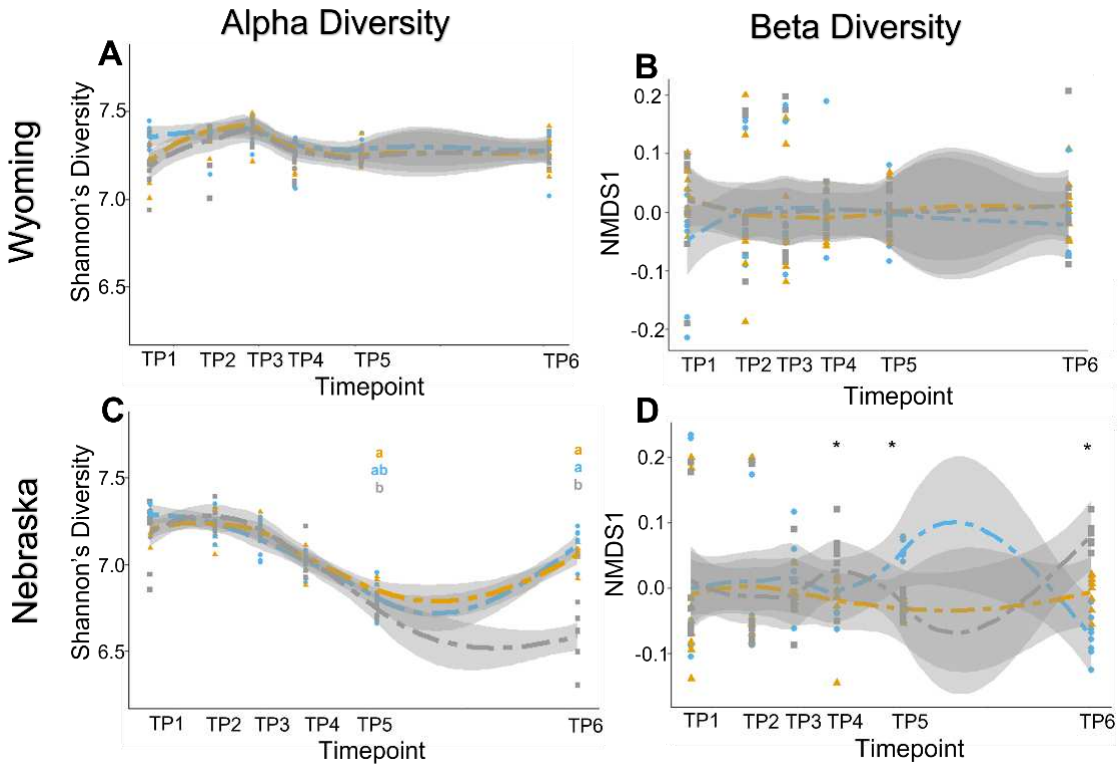 Alpha Diversity
Beta Diversity
Wyoming
A
Shannon's Diversity
7.5
7.0
6.5
TP1 TP2 TP3 TP4 TP5 TP6
Timepoint
B
NMDS1
0.2
0.1
0.0
-0.1
-0.2
TP1 TP2 TP3 TP4 TP5 TP6
Timepoint
Nebraska
C
Shannon's Diversity
7.5
7.0
6.5
a
ab
b
a
a
b
TP1 TP2 TP3 TP4 TP5 TP6
Timepoint
D
NMDS1
0.2
0.1
0.0
-0.1
* * *
TP1 TP2 TP3 TP4 TP5 TP6
Timepoint